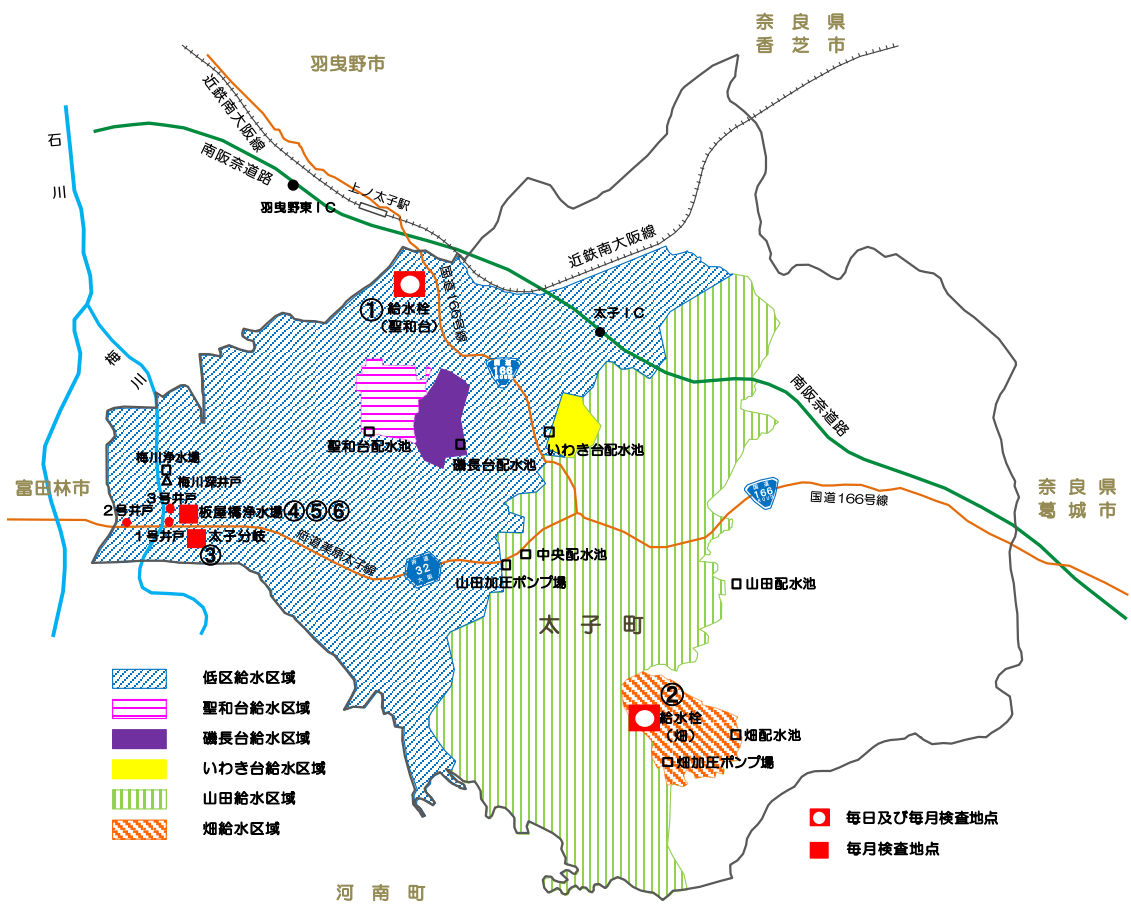 奈良県
香芝市
羽曳野市
近鉄南大阪線
石川
南阪奈道路
上ノ太子駅
羽曳野東IC
近鉄南大阪線
国道166号線
①給水栓
(聖和台)
太子IC
梅川
国道
166
南阪奈道路
聖和台配水池
磯長台配水池
いわき台配水池
梅川浄水場
梅川深井戸
富田林市
3号井戸
2号井戸
板屋橋浄水場④⑤⑥
1号井戸
太子分岐
③
国道
166
国道166号線
奈良県
葛城市
府道美原太子線
府道
32
大阪
中央配水池
山田加圧ポンプ場
山田配水池
太子町
②
給水栓
(畑)
畑配水池
畑加圧ポンプ場
低区給水区域
聖和台給水区域
磯長台給水区域
いわき台給水区域
山田給水区域
畑給水区域
毎日及び毎月検査地点
毎月検査地点
河南町